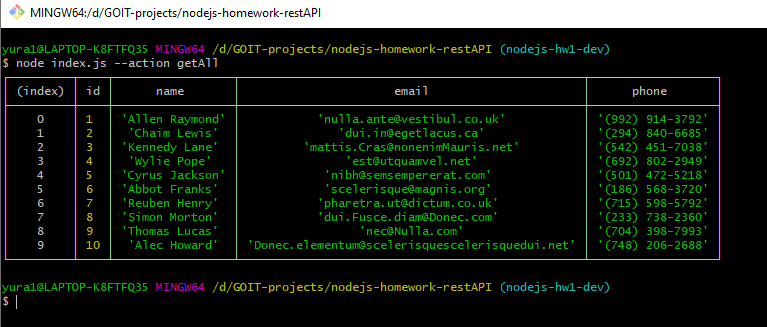 MINGW64:/d/GOIT-projects/nodejs-homework-restAPI
yura1@LAPTOP-K8FTFQ35 MINGW64 /d/GOIT-projects/nodejs-homework-restAPI (nodejs-hw1-dev)
$ node index.js --action getAll
(index) id name email phone
0 1 'Allen Raymond' 'nulla.ante@vestibul.co.uk' '(992) 914-3792'
1 2 'Chaim Lewis' 'dui.in@egetlacus.ca' '(294) 840-6685'
2 3 'Kennedy Lane' 'mattis.Cras@nonenimMauris.net' '(542) 451-7038'
3 4 'Wylie Pope' 'est@utquamvel.net' '(692) 802-2949'
4 5 'Cyrus Jackson' 'nibh@semsempererat.com' '(501) 472-5218'
5 6 'Abbot Franks' 'scelerisque@magnis.org' '(186) 568-3720'
6 7 'Reuben Henry' 'pharetra.ut@dictum.co.uk' '(715) 598-5792'
7 8 'Simon Morton' 'dui.Fusce.diam@Donec.com' '(233) 738-2360'
8 9 'Thomas Lucas' 'nec@Nulla.com' '(704) 398-7993'
9 10 'Alec Howard' 'Donec.elementum@scelerisquescelerisquedui.net' '(748) 206-2688'
yura1@LAPTOP-K8FTFQ35 MINGW64 /d/GOIT-projects/nodejs-homework-restAPI (nodejs-hw1-dev)
$